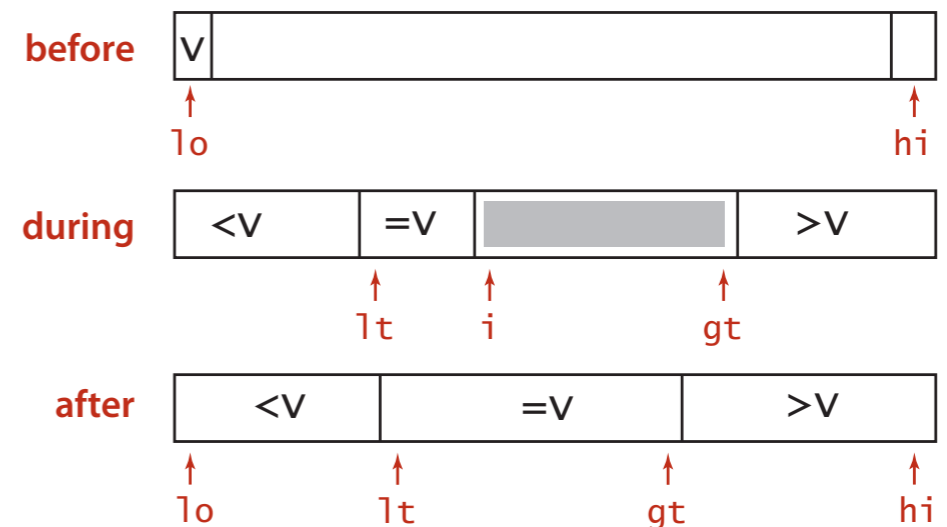 before V
lo hi
during <V =V >V
lt i gt
after <V =V >V
lo lt gt hi